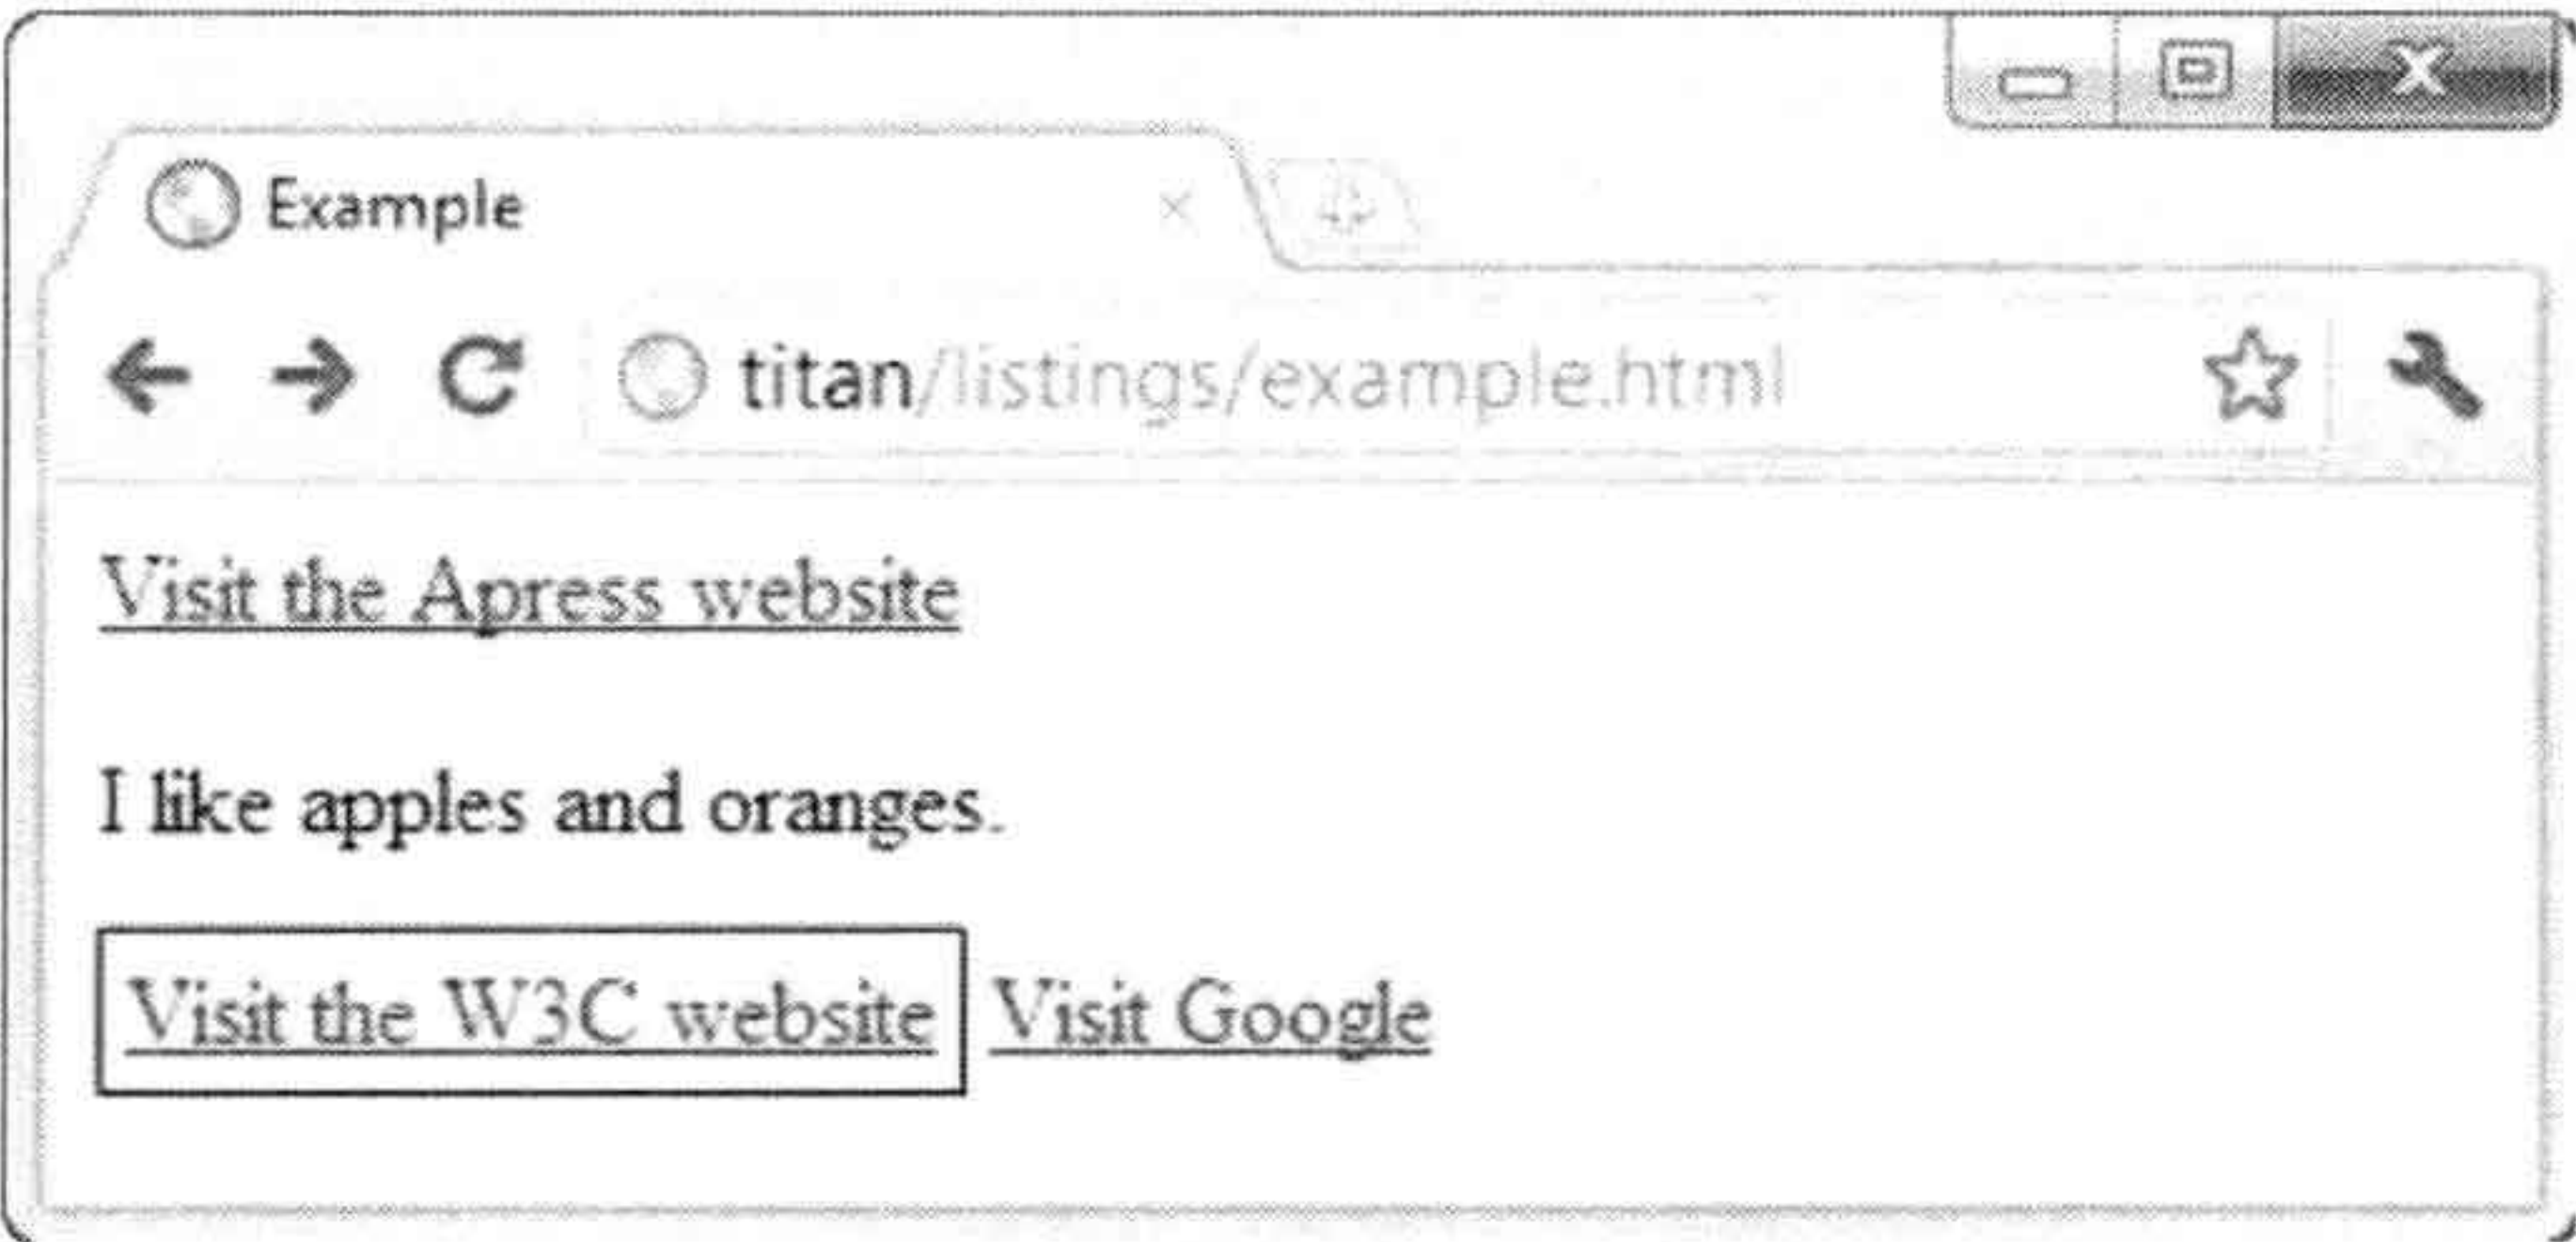 Example
titan/listings/example.html
Visit the Apress website
I like apples and oranges.
Visit the W3C website Visit Google